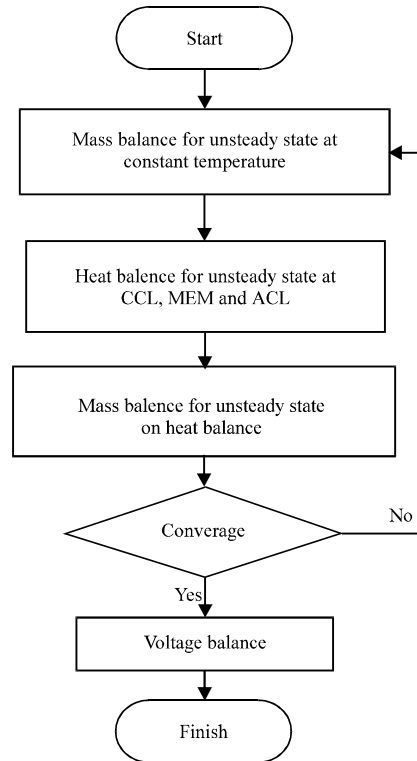 Start
Mass balance for unsteady state at
constant temperature
Heat balence for unsteady state at
CCL, MEM and ACL
Mass balence for unsteady state
on heat balance
Converage
No
Yes
Voltage balance
Finish